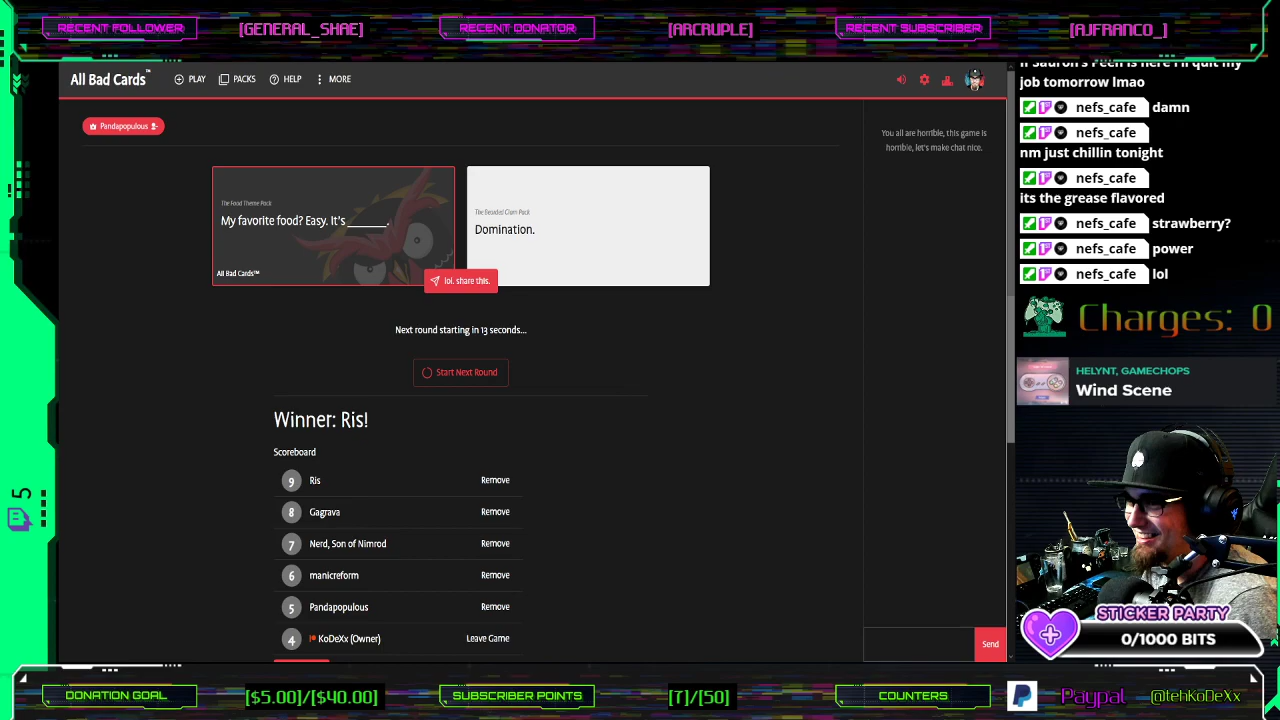 RECENT FOLLOWER
[GENERAL_SHAE]
RECENT DONATOR
[ARCRUPLE]
RECENT SUBSCRIBER
[AJFRANCO_]
All Bad Cards™
PLAY
PACKS
HELP
MORE
Pandapopulous
You all are horrible, this game is
horrible, let's make chat nice.
The Food Theme Pack
My favorite food? Easy. It's ______.
All Bad Cards™
The Bearded Clam Pack
Domination.
lol. share this.
Next round starting in 13 seconds...
Start Next Round
Winner: Ris!
Scoreboard
9 Ris Remove
8 Gagrava Remove
7 Nerd, Son of Nimrod Remove
6 manicreform Remove
5 Pandapopulous Remove
4 KoDeXx (Owner) Leave Game
Send
job tomorrow lmao
nefs_cafe damn
nefs_cafe
nm just chillin tonight
nefs_cafe
its the grease flavored
nefs_cafe strawberry?
nefs_cafe power
nefs_cafe lol
Charges: 0
HELYNT, GAMECHOPS
Wind Scene
STICKER PARTY
0/1000 BITS
5
DONATION GOAL
[$5.00]/[$40.00]
SUBSCRIBER POINTS
[7]/[50]
COUNTERS
Paypal
@tehKoDeXx